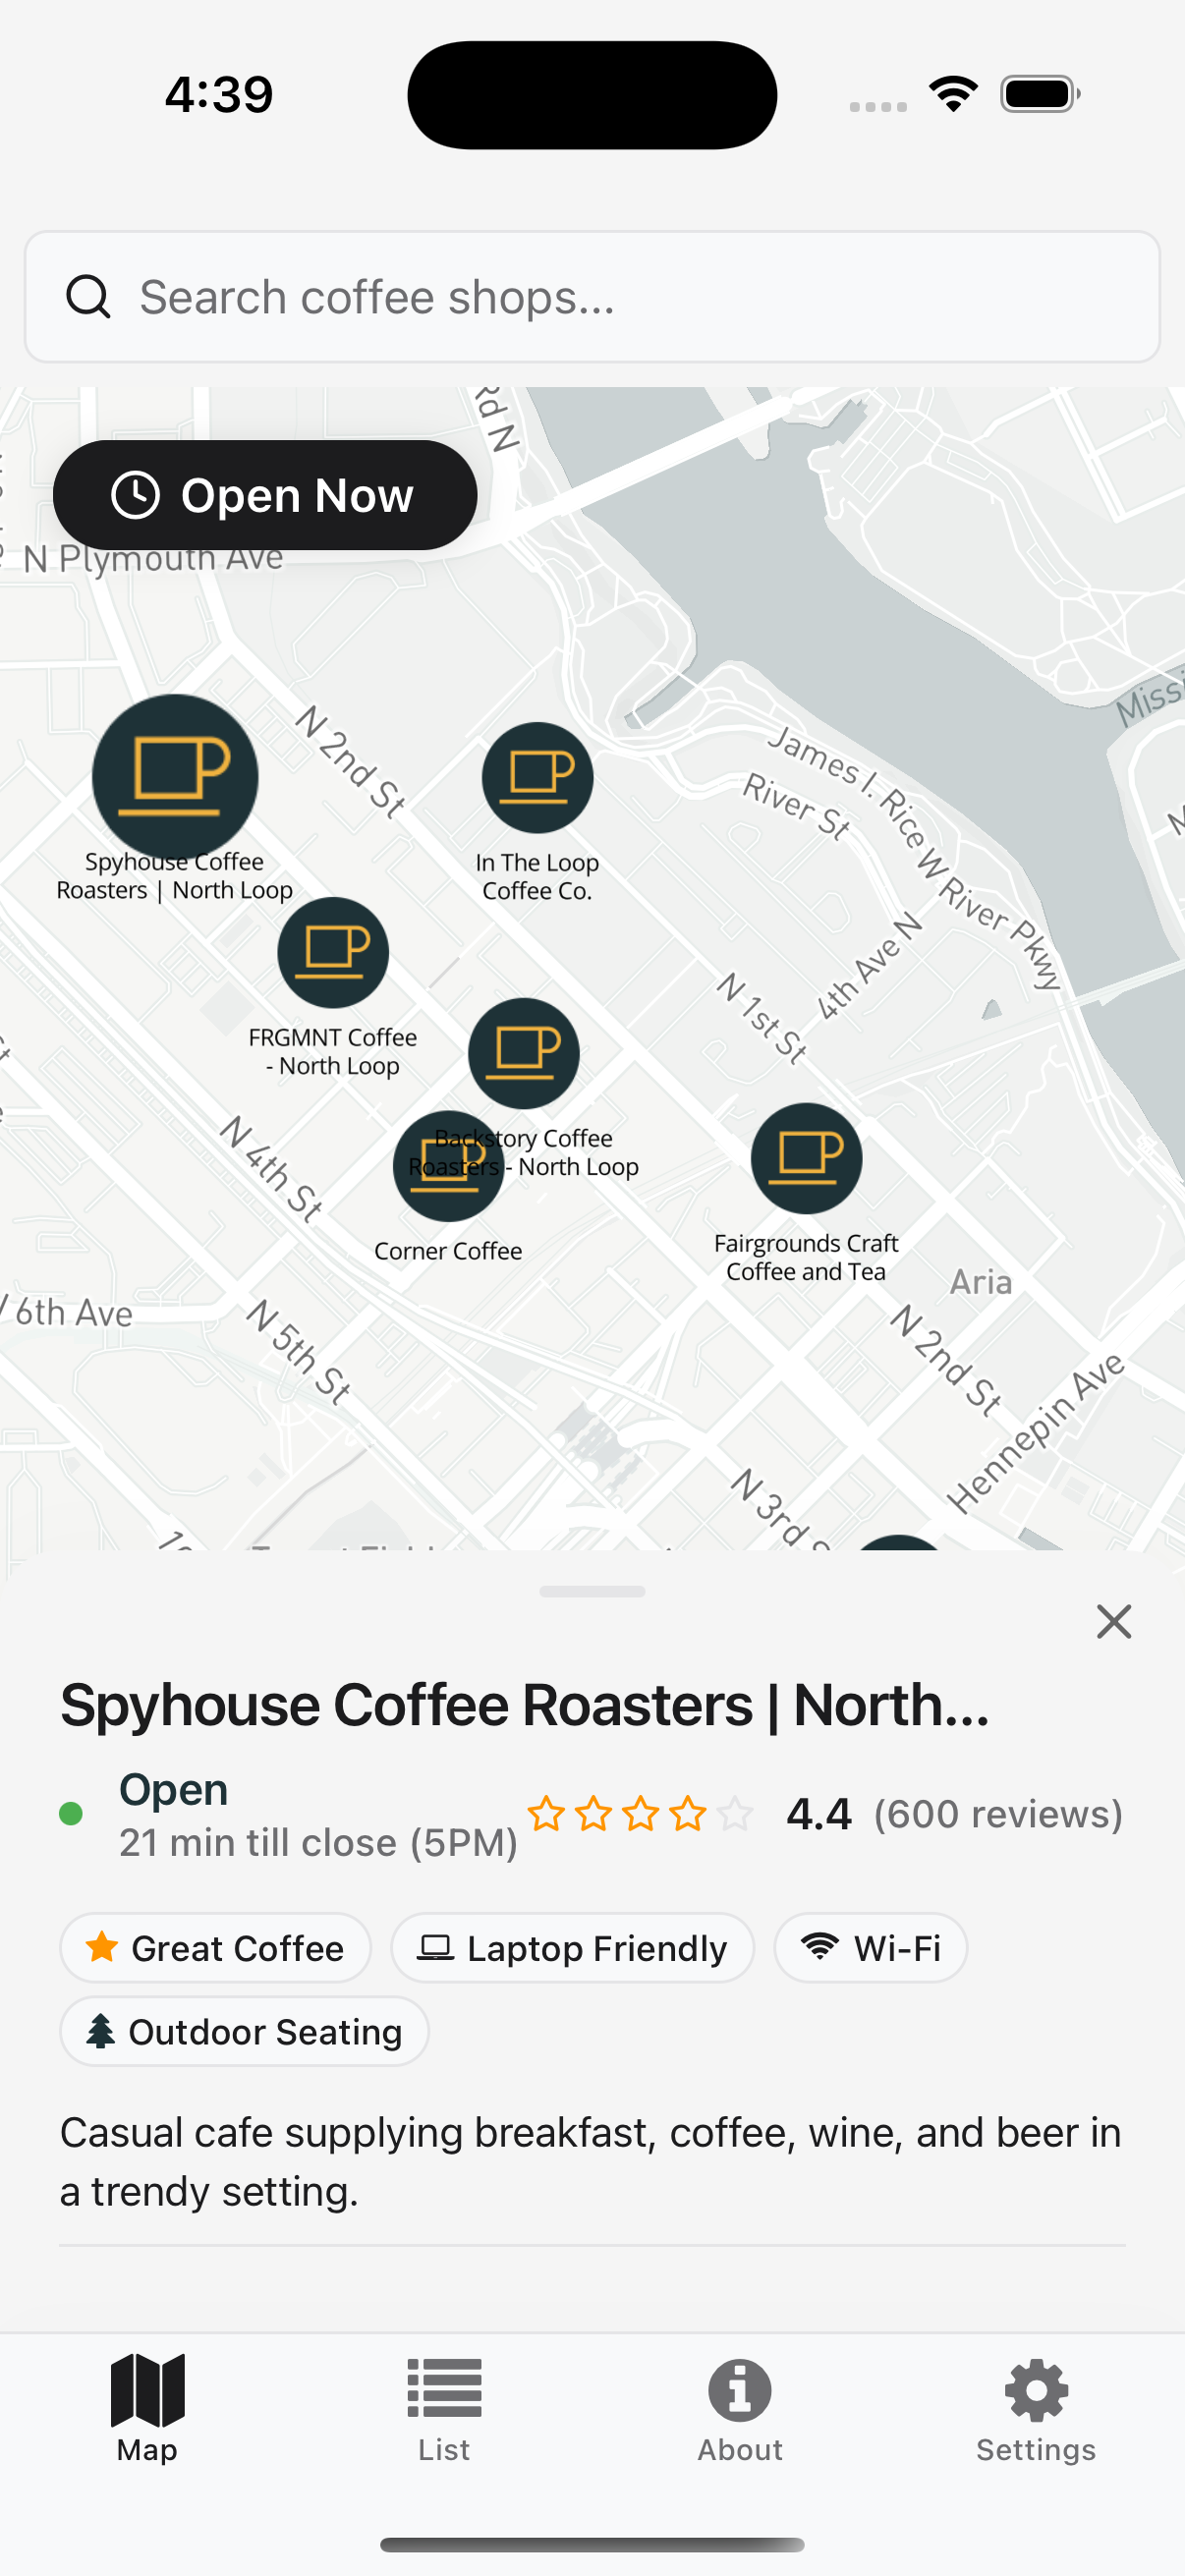 4:39
Search coffee shops...
Rd N
Open Now
N Plymouth Ave
N 2nd St
James I. Rice W River Pkwy
River St
Spyhouse Coffee
Roasters | North Loop
In The Loop
Coffee Co.
4th Ave N
N 1st St
FRGMNT Coffee
- North Loop
Backstory Coffee
Roasters - North Loop
N 4th St
Corner Coffee
Fairgrounds Craft
Coffee and Tea
Aria
6th Ave
N 5th St
N 2nd St
Hennepin Ave
N 3rd S
Spyhouse Coffee Roasters | North...
Open
21 min till close (5PM)
4.4 (600 reviews)
Great Coffee
Laptop Friendly
Wi-Fi
Outdoor Seating
Casual cafe supplying breakfast, coffee, wine, and beer in
a trendy setting.
Map
List
About
Settings